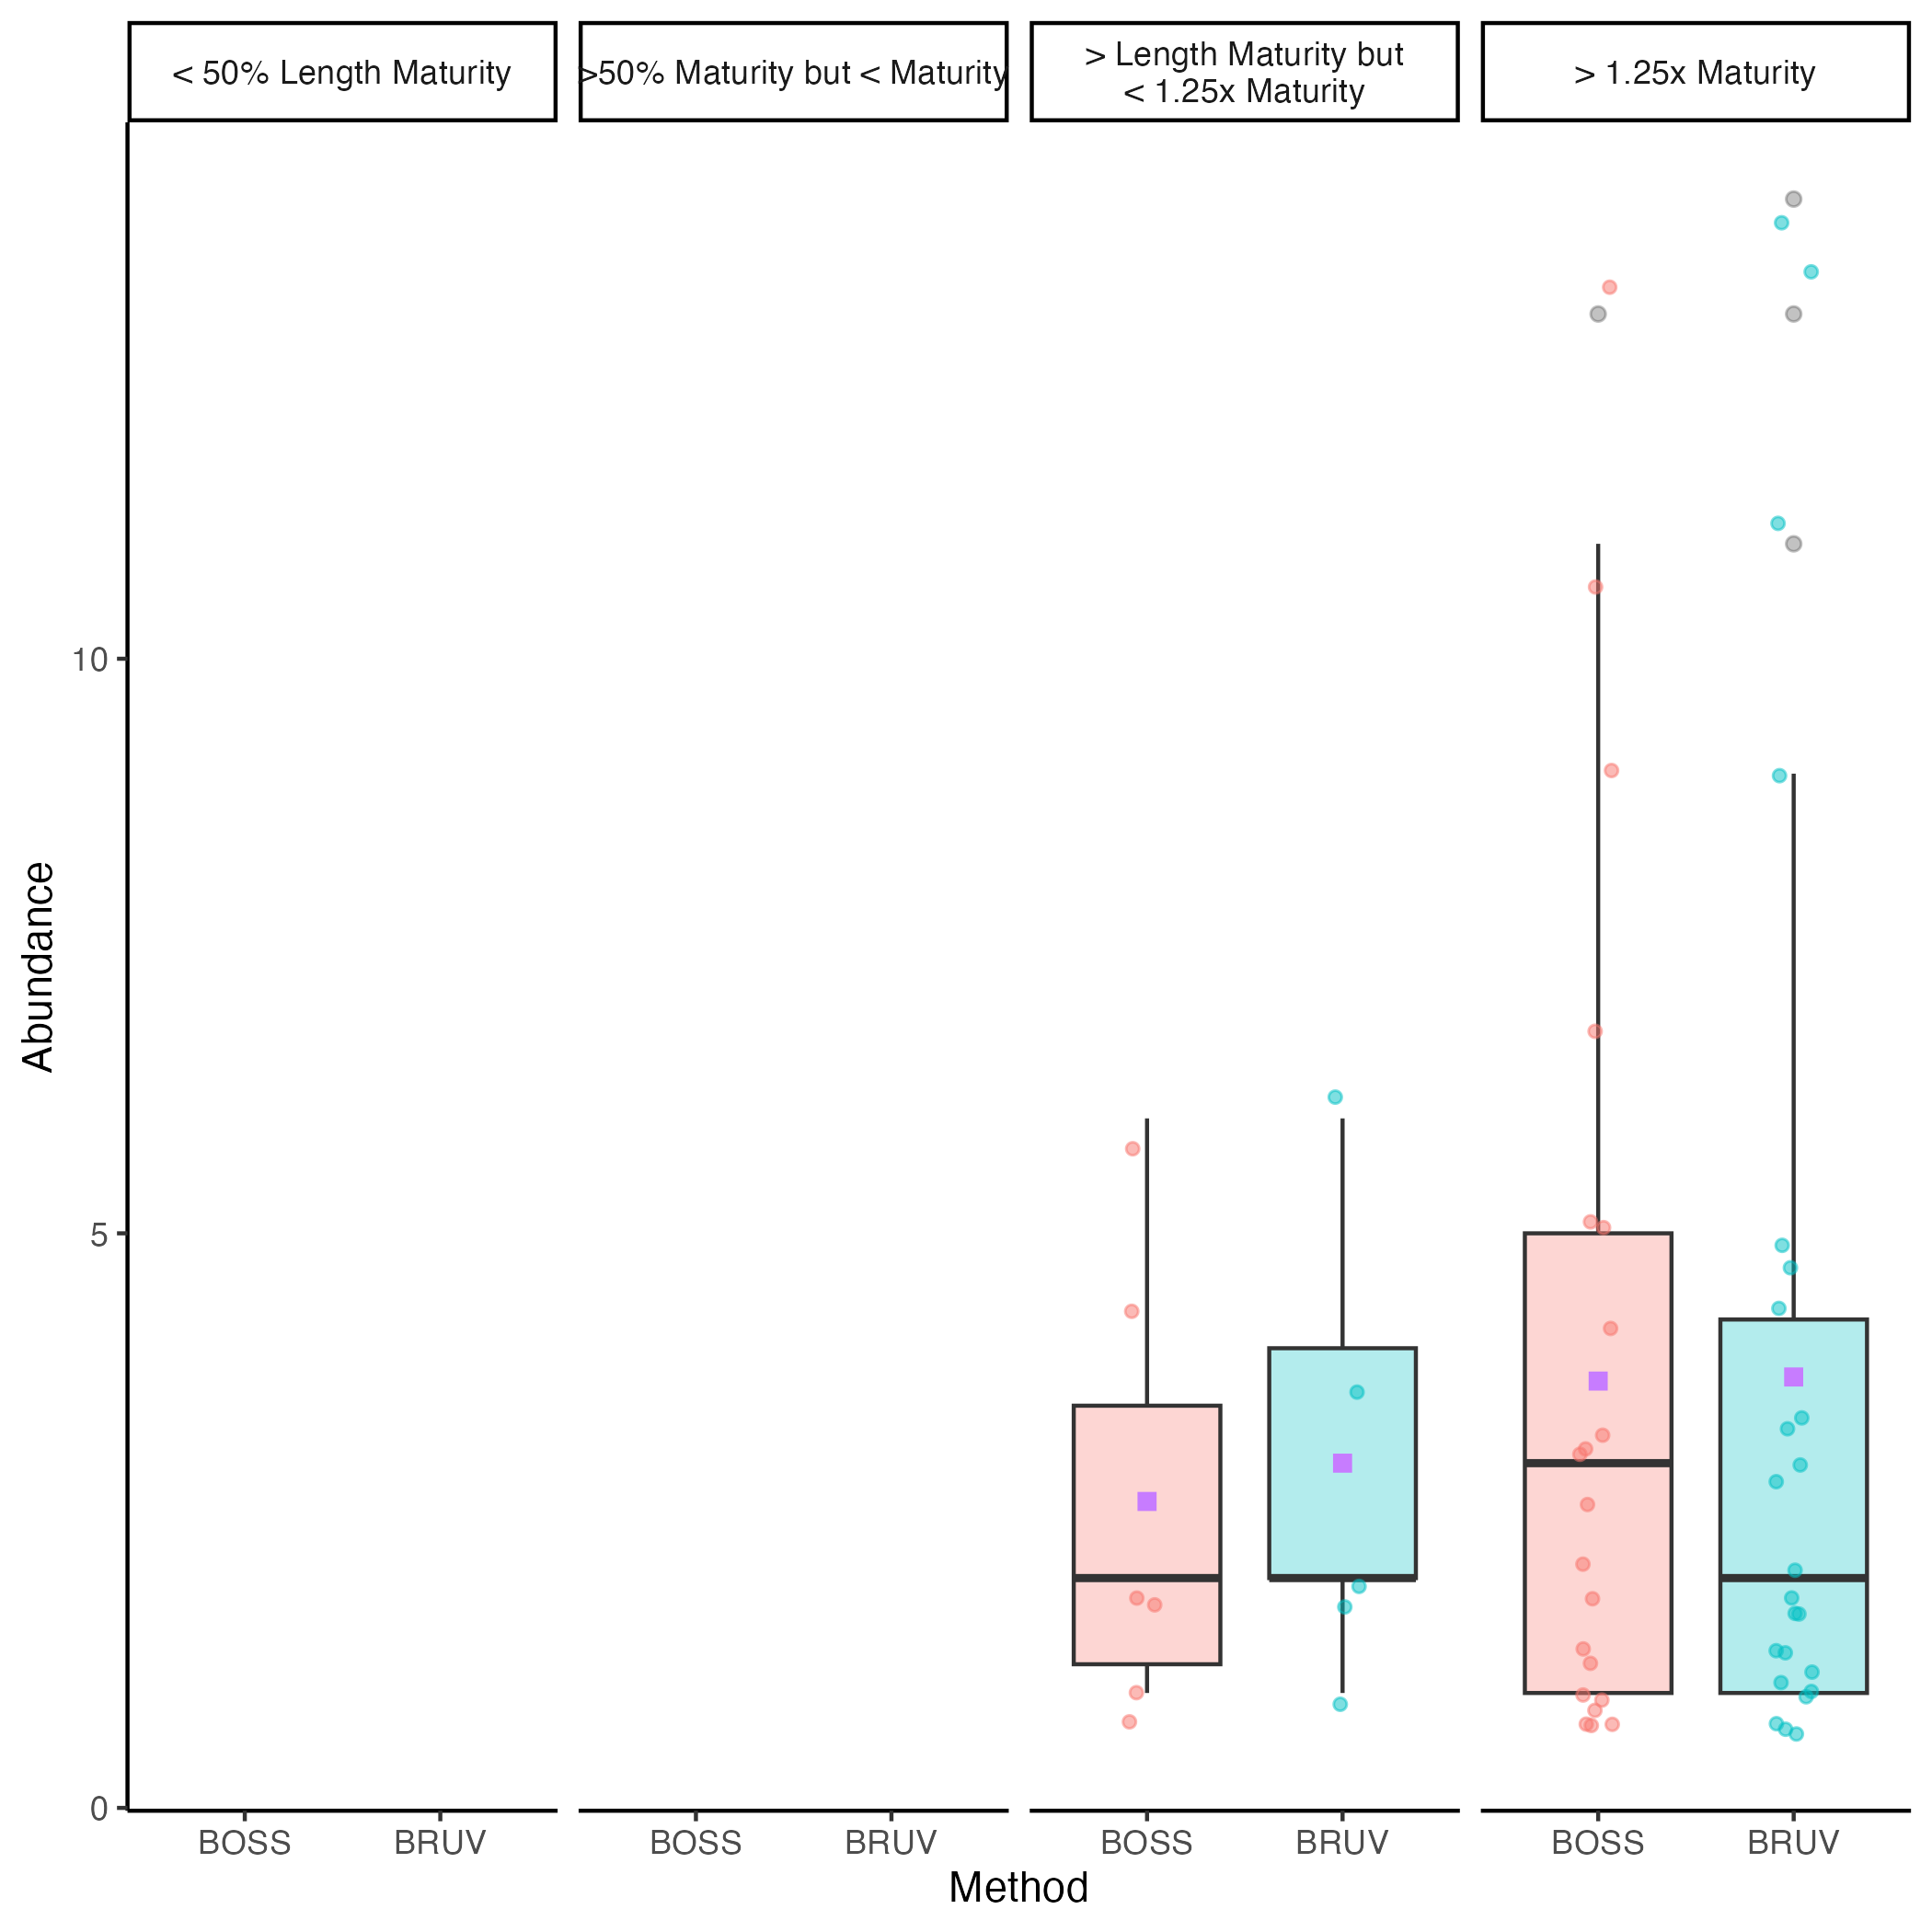 < 50% Length Maturity
>50% Maturity but < Maturity
> Length Maturity but
< 1.25x Maturity
> 1.25x Maturity
Abundance
10
5
0
BOSS BRUV BOSS BRUV BOSS BRUV BOSS BRUV
Method